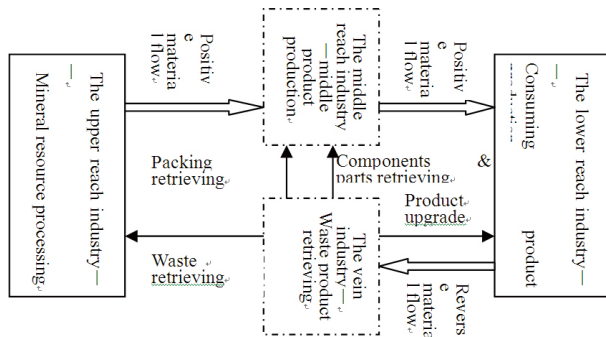 The upper reach industry—
—
Mineral resource processing
Positiv
e
materia
l flow
The middle
reach industry
—middle
product
production
Positiv
e
materia
l flow
The lower reach industry—
—
Consuming
product
Packing
retrieving
Components
&
parts retrieving
Product
upgrade
Waste
retrieving
The vein
industry—
Waste product
retrieving
Revers
e
materia
l flow